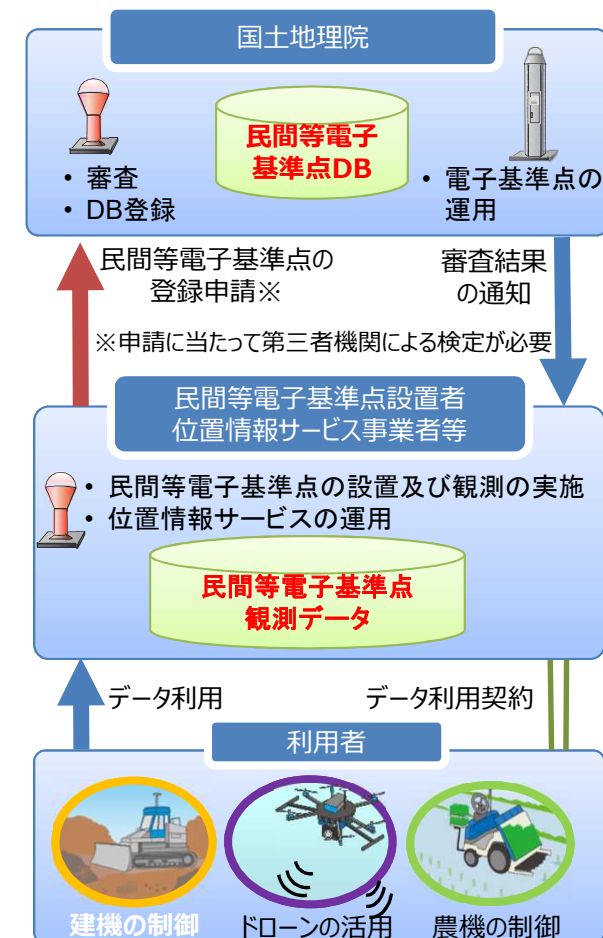 国土地理院
民間等電子
基準点DB
• 審査
• DB登録
• 電子基準点の
運用
民間等電子基準点の
登録申請※
審査結果
の通知
※申請に当たって第三者機関による検定が必要
民間等電子基準点設置者
位置情報サービス事業者等
• 民間等電子基準点の設置及び観測の実施
• 位置情報サービスの運用
民間等電子基準点
観測データ
データ利用
データ利用契約
利用者
建機の制御
ドローンの活用
農機の制御